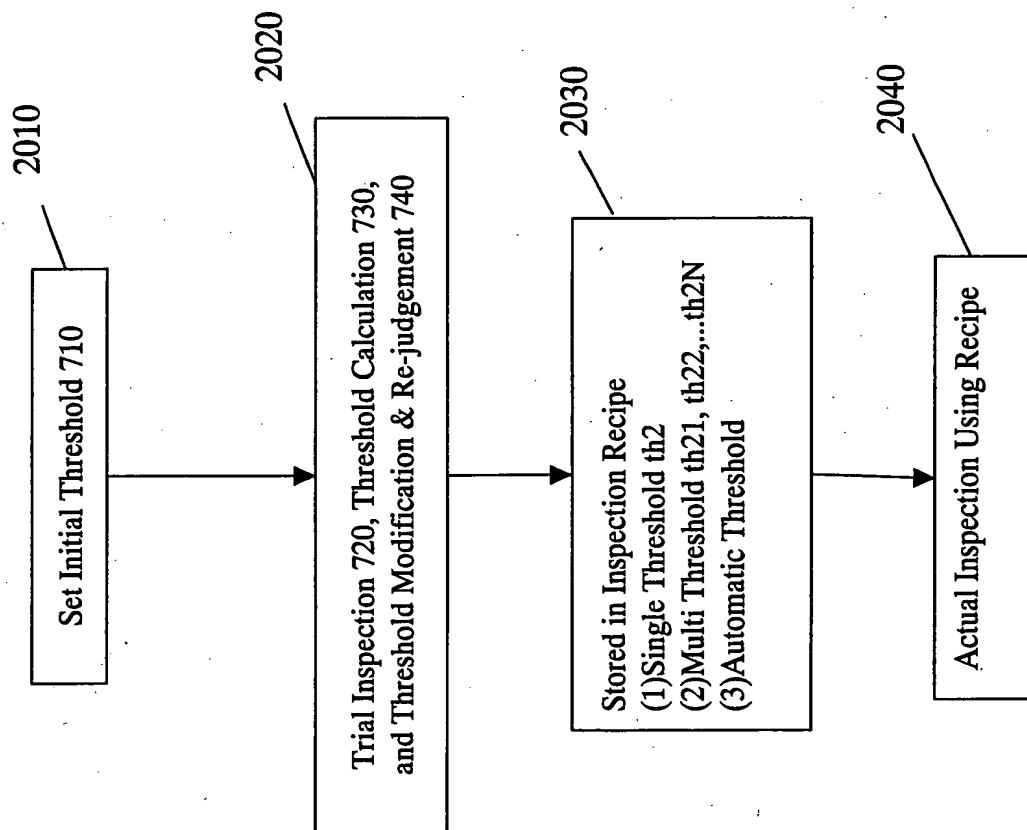 2010
Set Initial Threshold 710
2020
Trial Inspection 720, Threshold Calculation 730,
and Threshold Modification & Re-judgement 740
2030
Stored in Inspection Recipe
(1)Single Threshold th2
(2)Multi Threshold th21, th22,...th2N
(3)Automatic Threshold
2040
Actual Inspection Using Recipe